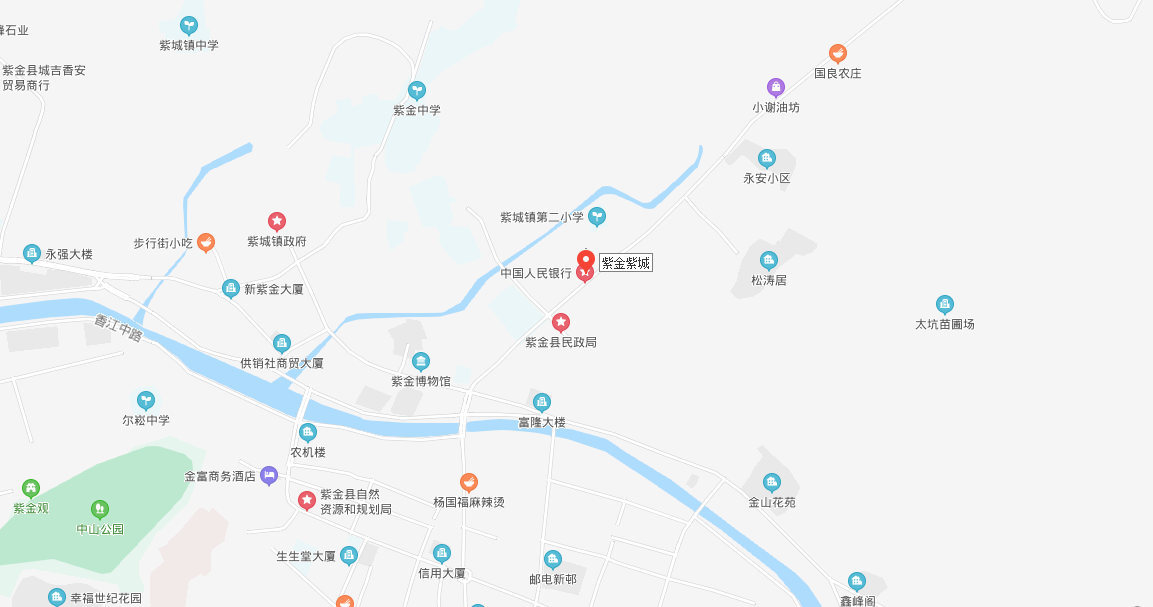 紫城镇中学
国良农庄
紫金县城吉香安
贸易商行
小谢油坊
紫金中学
永安小区
紫城镇第二小学
步行街小吃
紫城镇政府
永强大楼
中国人民银行
紫金紫城
松涛居
新紫金大厦
太坑苗圃场
香江中路
紫金县民政局
供销社商贸大厦
紫金博物馆
尔崧中学
富隆大楼
农机楼
金富商务酒店
紫金县自然
资源和规划局
杨国福麻辣烫
金山花苑
紫金观
中山公园
生生堂大厦
信用大厦
邮电新邨
幸福世纪花园
鑫峰阁